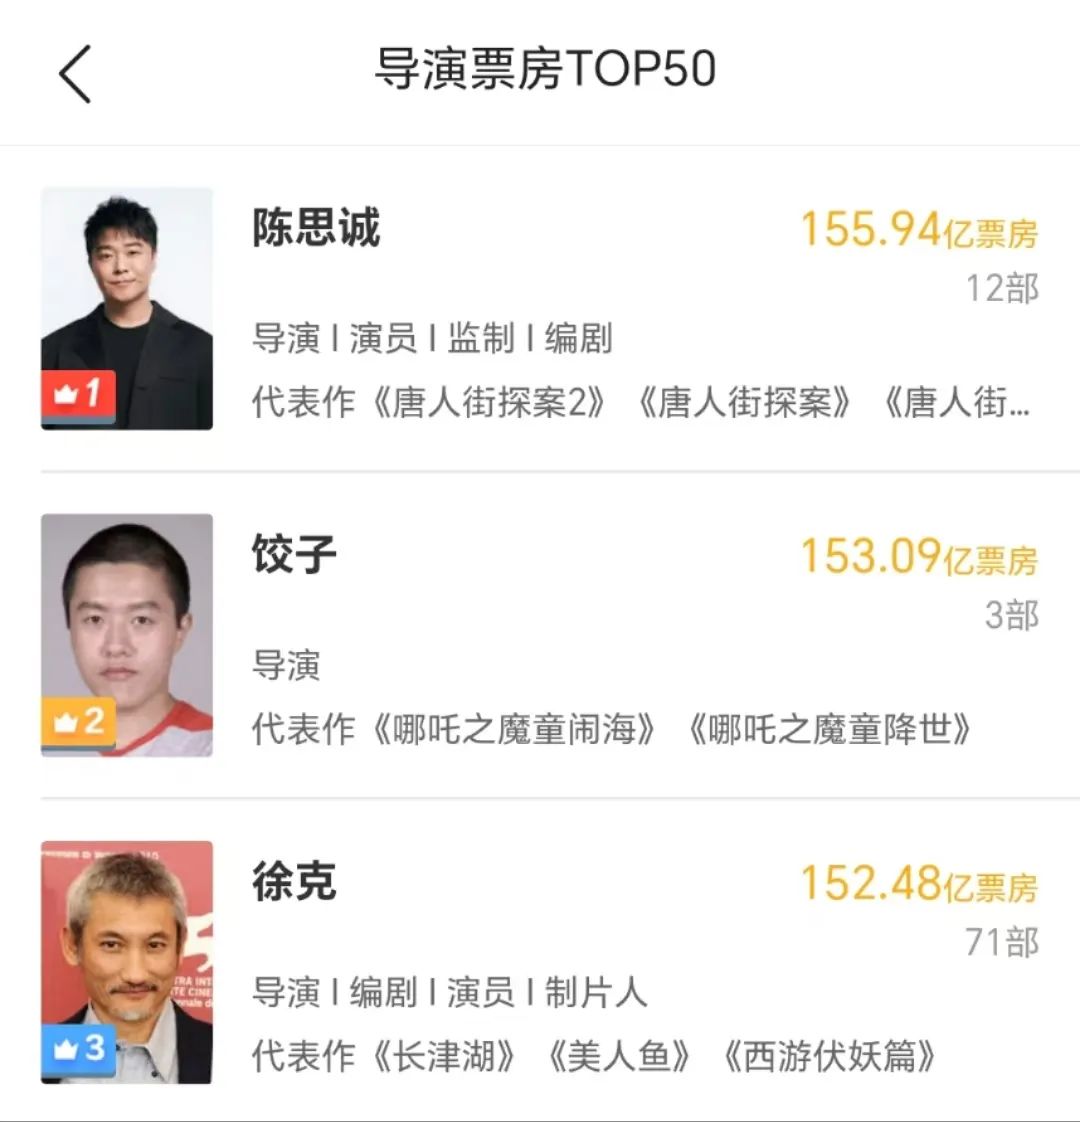 导演票房TOP50
陈思诚
155.94亿票房
12部
导演 | 演员 | 监制 | 编剧
代表作《唐人街探案2》《唐人街探案》《唐人街...
1
饺子
153.09亿票房
3部
导演
代表作《哪吒之魔童闹海》《哪吒之魔童降世》
2
徐克
152.48亿票房
71部
导演 | 编剧 | 演员 | 制片人
代表作《长津湖》《美人鱼》《西游伏妖篇》
3